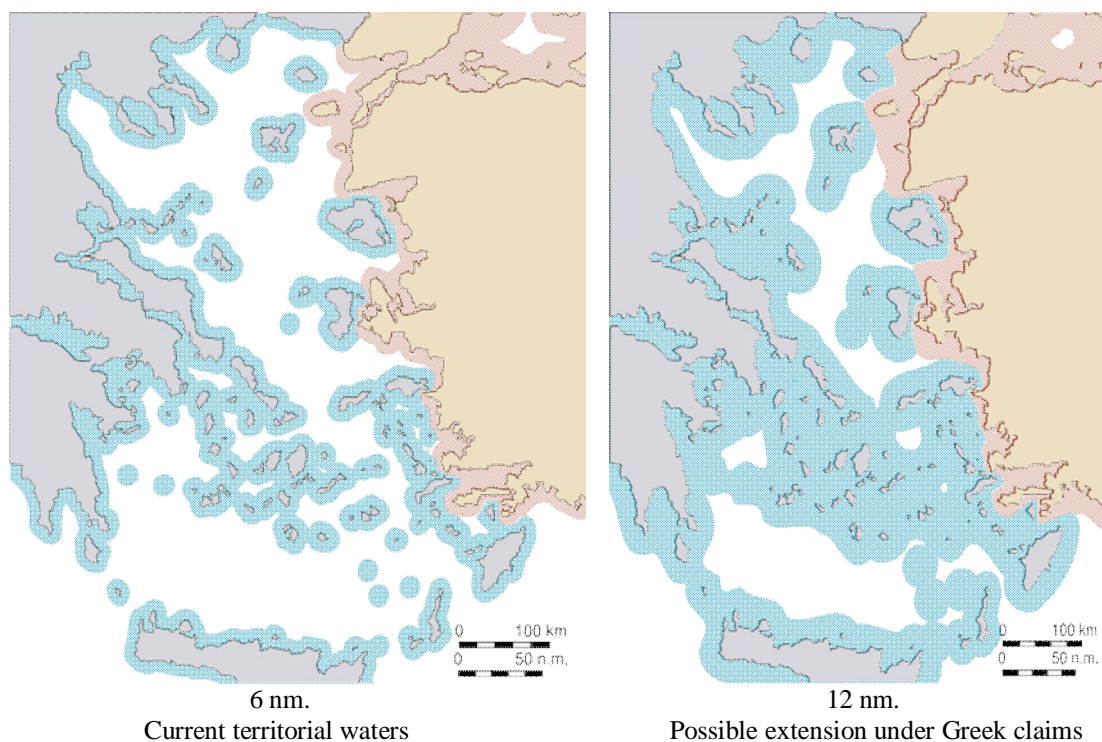 0 100 km
0 50 n.m.
0 100 km
0 50 n.m.
6 nm.
Current territorial waters
12 nm.
Possible extension under Greek claims